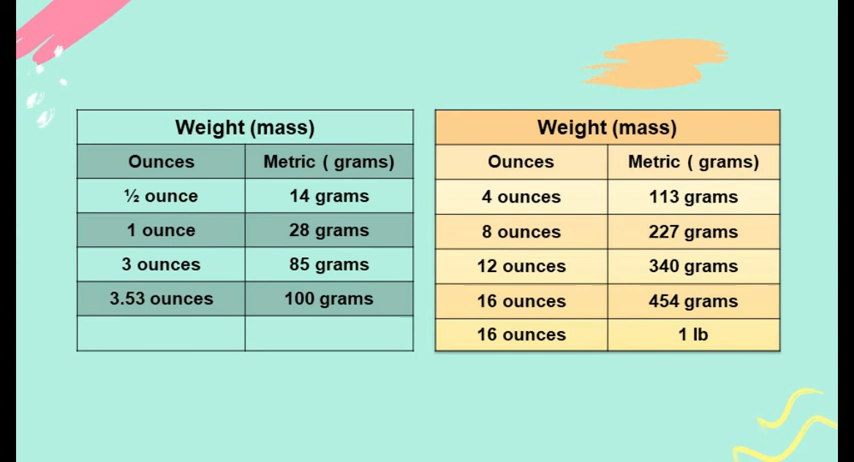 Weight (mass)
Ounces Metric ( grams)
½ ounce 14 grams
1 ounce 28 grams
3 ounces 85 grams
3.53 ounces 100 grams
Weight (mass)
Ounces Metric ( grams)
4 ounces 113 grams
8 ounces 227 grams
12 ounces 340 grams
16 ounces 454 grams
16 ounces 1 lb